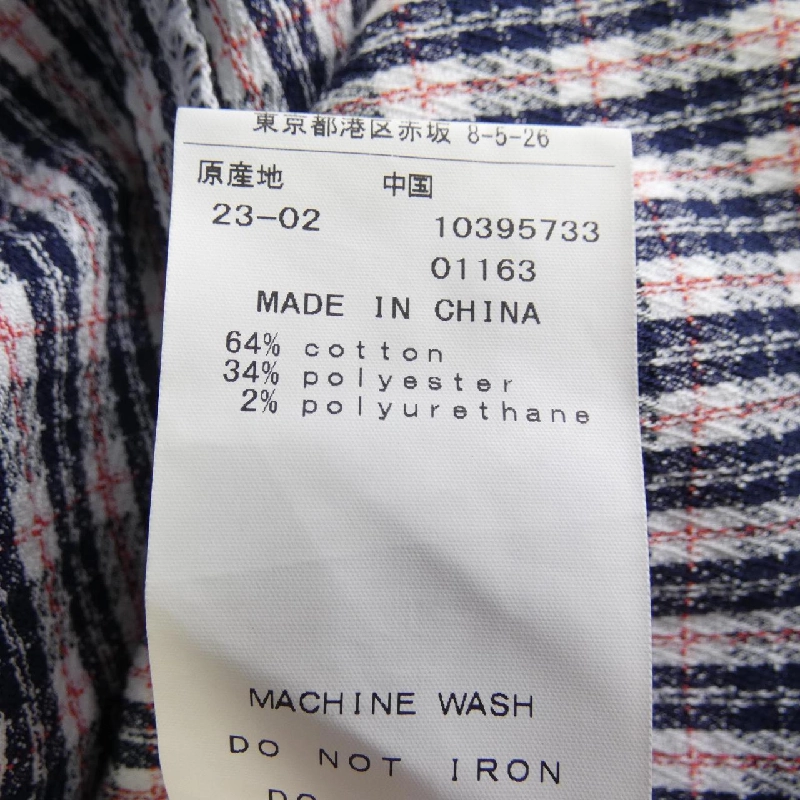 東京都港区赤坂 8-5-26
原産地 中国
23-02 10395733
01163
MADE IN CHINA
64% cotton
34% polyester
2% polyurethane
MACHINE WASH
DO NOT IRON
DO